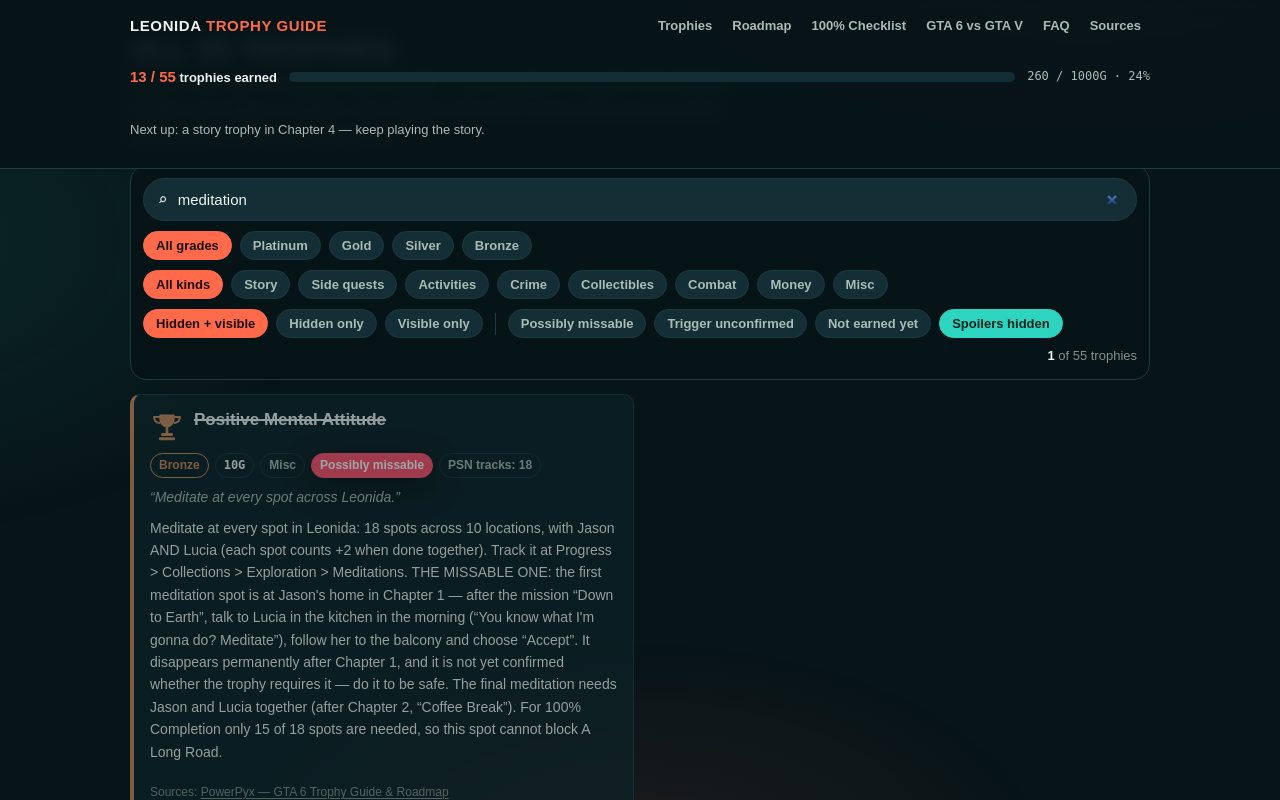 LEONIDA TROPHY GUIDE
Trophies Roadmap 100% Checklist GTA 6 vs GTA V FAQ Sources
13 / 55 trophies earned
260 / 1000G · 24%
Next up: a story trophy in Chapter 4 — keep playing the story.
meditation
All grades Platinum Gold Silver Bronze
All kinds Story Side quests Activities Crime Collectibles Combat Money Misc
Hidden + visible Hidden only Visible only Possibly missable Trigger unconfirmed Not earned yet Spoilers hidden
1 of 55 trophies
Positive Mental Attitude
Bronze 10G Misc Possibly missable PSN tracks: 18
“Meditate at every spot across Leonida.”
Meditate at every spot in Leonida: 18 spots across 10 locations, with Jason
AND Lucia (each spot counts +2 when done together). Track it at Progress
> Collections > Exploration > Meditations. THE MISSABLE ONE: the first
meditation spot is at Jason's home in Chapter 1 — after the mission “Down
to Earth”, talk to Lucia in the kitchen in the morning (“You know what I'm
gonna do? Meditate”), follow her to the balcony and choose “Accept”. It
disappears permanently after Chapter 1, and it is not yet confirmed
whether the trophy requires it — do it to be safe. The final meditation needs
Jason and Lucia together (after Chapter 2, “Coffee Break”). For 100%
Completion only 15 of 18 spots are needed, so this spot cannot block A
Long Road.
Sources: PowerPyx — GTA 6 Trophy Guide & Roadmap